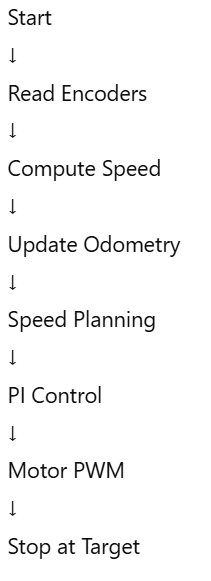 Start
↓
Read Encoders
↓
Compute Speed
↓
Update Odometry
↓
Speed Planning
↓
PI Control
↓
Motor PWM
↓
Stop at Target